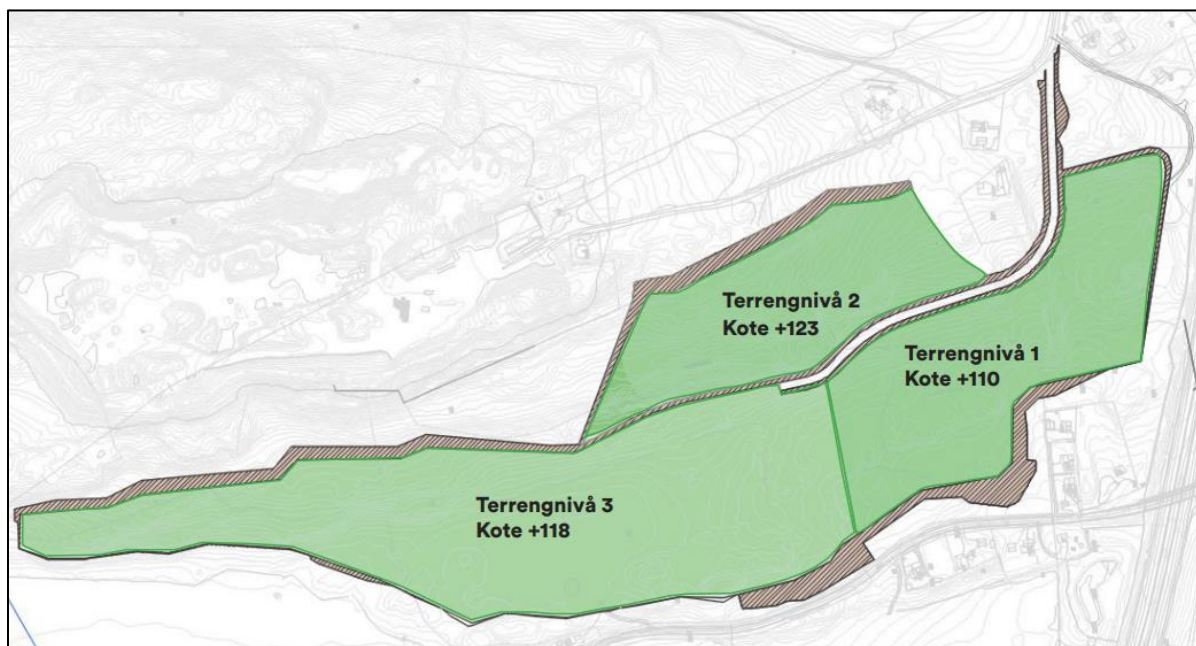 Terrengnivå 2
Kote +123
Terrengnivå 1
Kote +110
Terrengnivå 3
Kote +118